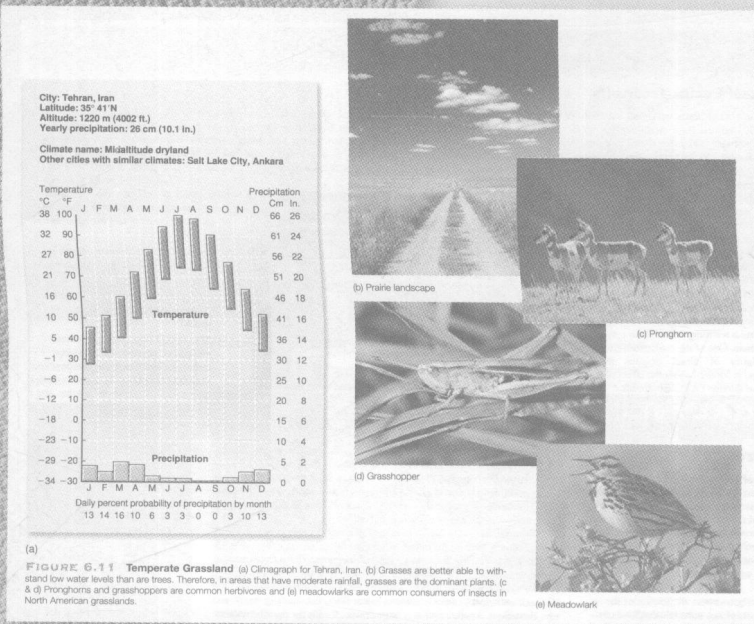 City: Tehran, Iran
Latitude: 35° 41'N
Altitude: 1220 m (4002 ft.)
Yearly precipitation: 26 cm (10.1 in.)
Climate name: Midaltitude dryland
Other cities with similar climates: Salt Lake City, Ankara
Temperature Precipitation
°C °F J F M A M J J A S O N D Cm In.
38 100 66 26
32 90 61 24
27 80 56 22
21 70 51 20
16 60 46 18
10 50 Temperature 41 16
5 40 36 14
−1 30 30 12
−6 20 25 10
−12 10 20 8
−18 0 15 6
−23 −10 10 4
−29 −20 Precipitation 5 2
−34 −30 0 0
J F M A M J J A S O N D
Daily percent probability of precipitation by month
13 14 16 10 6 3 3 0 0 3 10 13
(a)
(b) Prairie landscape
(c) Pronghorn
(d) Grasshopper
(e) Meadowlark
FIGURE 6.11 Temperate Grassland (a) Climagraph for Tehran, Iran. (b) Grasses are better able to with-
stand low water levels than are trees. Therefore, in areas that have moderate rainfall, grasses are the dominant plants. (c
& d) Pronghorns and grasshoppers are common herbivores and (e) meadowlarks are common consumers of insects in
North American grasslands.